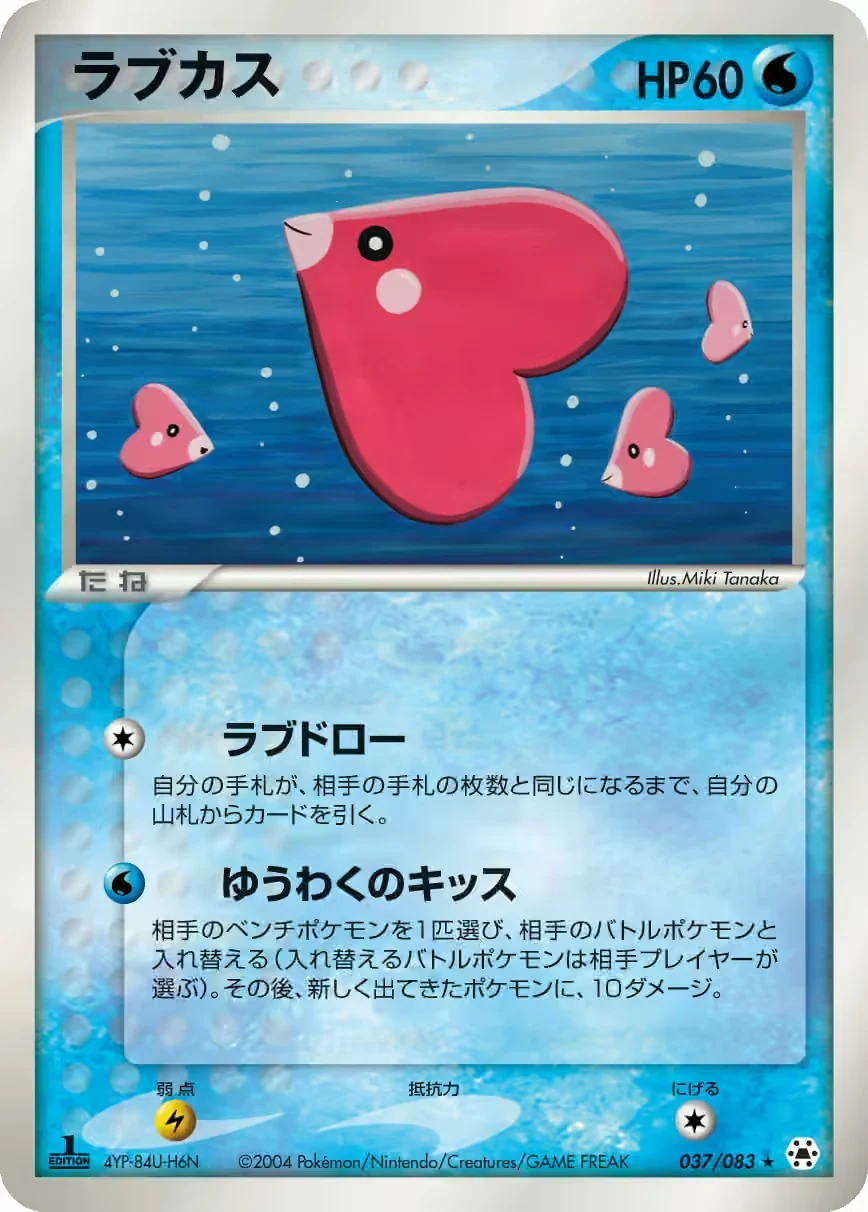 ラブカス HP60
たね Illus.Miki Tanaka
ラブドロー
自分の手札が、相手の手札の枚数と同じになるまで、自分の
山札からカードを引く。
ゆうわくのキッス
相手のベンチポケモンを1匹選び、相手のバトルポケモンと
入れ替える(入れ替えるバトルポケモンは相手プレイヤーが
選ぶ)。その後、新しく出てきたポケモンに、10ダメージ。
弱点 抵抗力 にげる
1 EDITION 4YP-84U-H6N ©2004 Pokémon/Nintendo/Creatures/GAME FREAK 037/083 ★